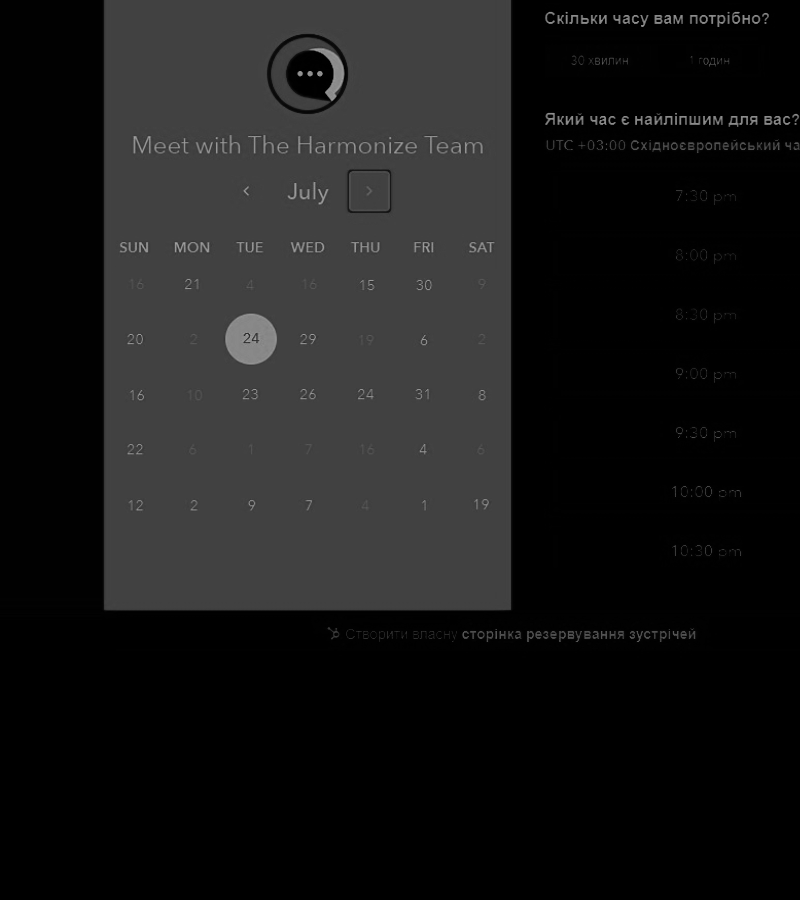 Meet with The Harmonize Team
July
SUN MON TUE WED THU FRI SAT
16 21 4 16 15 30 9
20 2 24 29 19 6 2
16 10 23 26 24 31 8
22 6 1 7 16 4 6
12 2 9 7 4 1 19
Скільки часу вам потрібно?
30 хвилин 1 годин
Який час є найліпшим для вас?
UTC +03:00 Східноєвропейський ча
7:30 pm
8:00 pm
8:30 pm
9:00 pm
9:30 pm
10:00 pm
10:30 pm
Створити власну сторінка резервування зустрічей